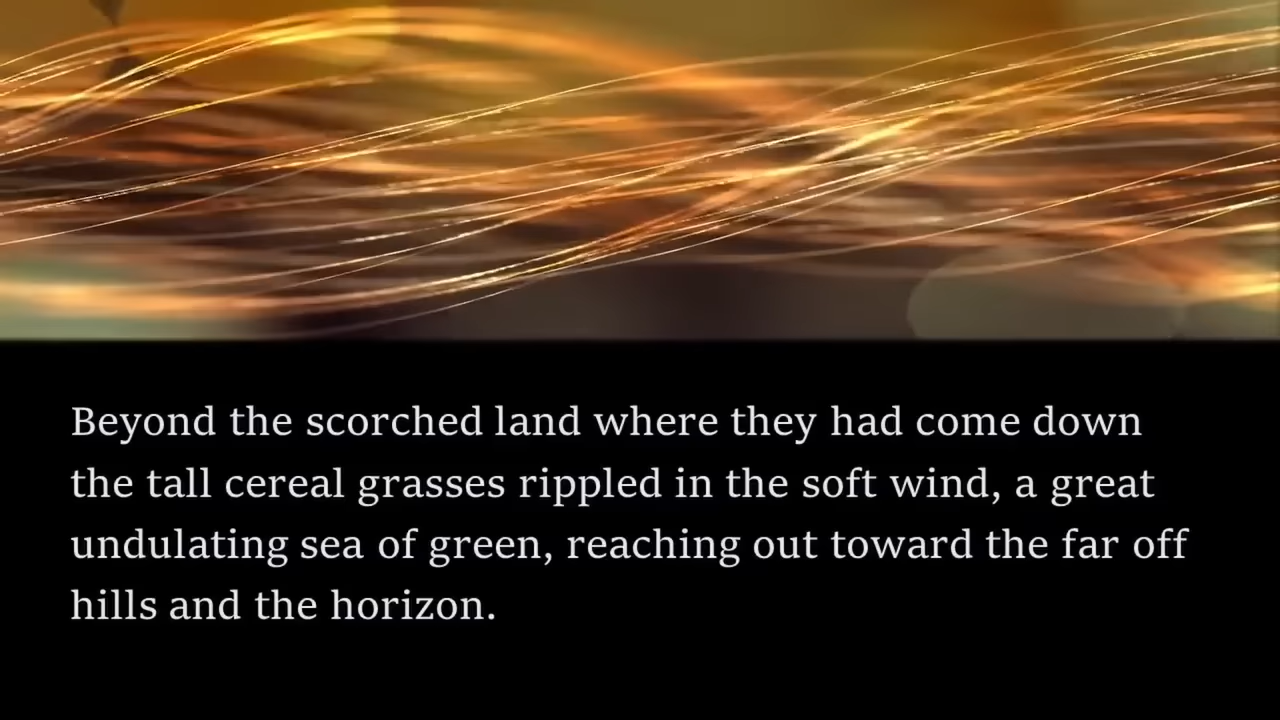 Beyond the scorched land where they had come down
the tall cereal grasses rippled in the soft wind, a great
undulating sea of green, reaching out toward the far off
hills and the horizon.